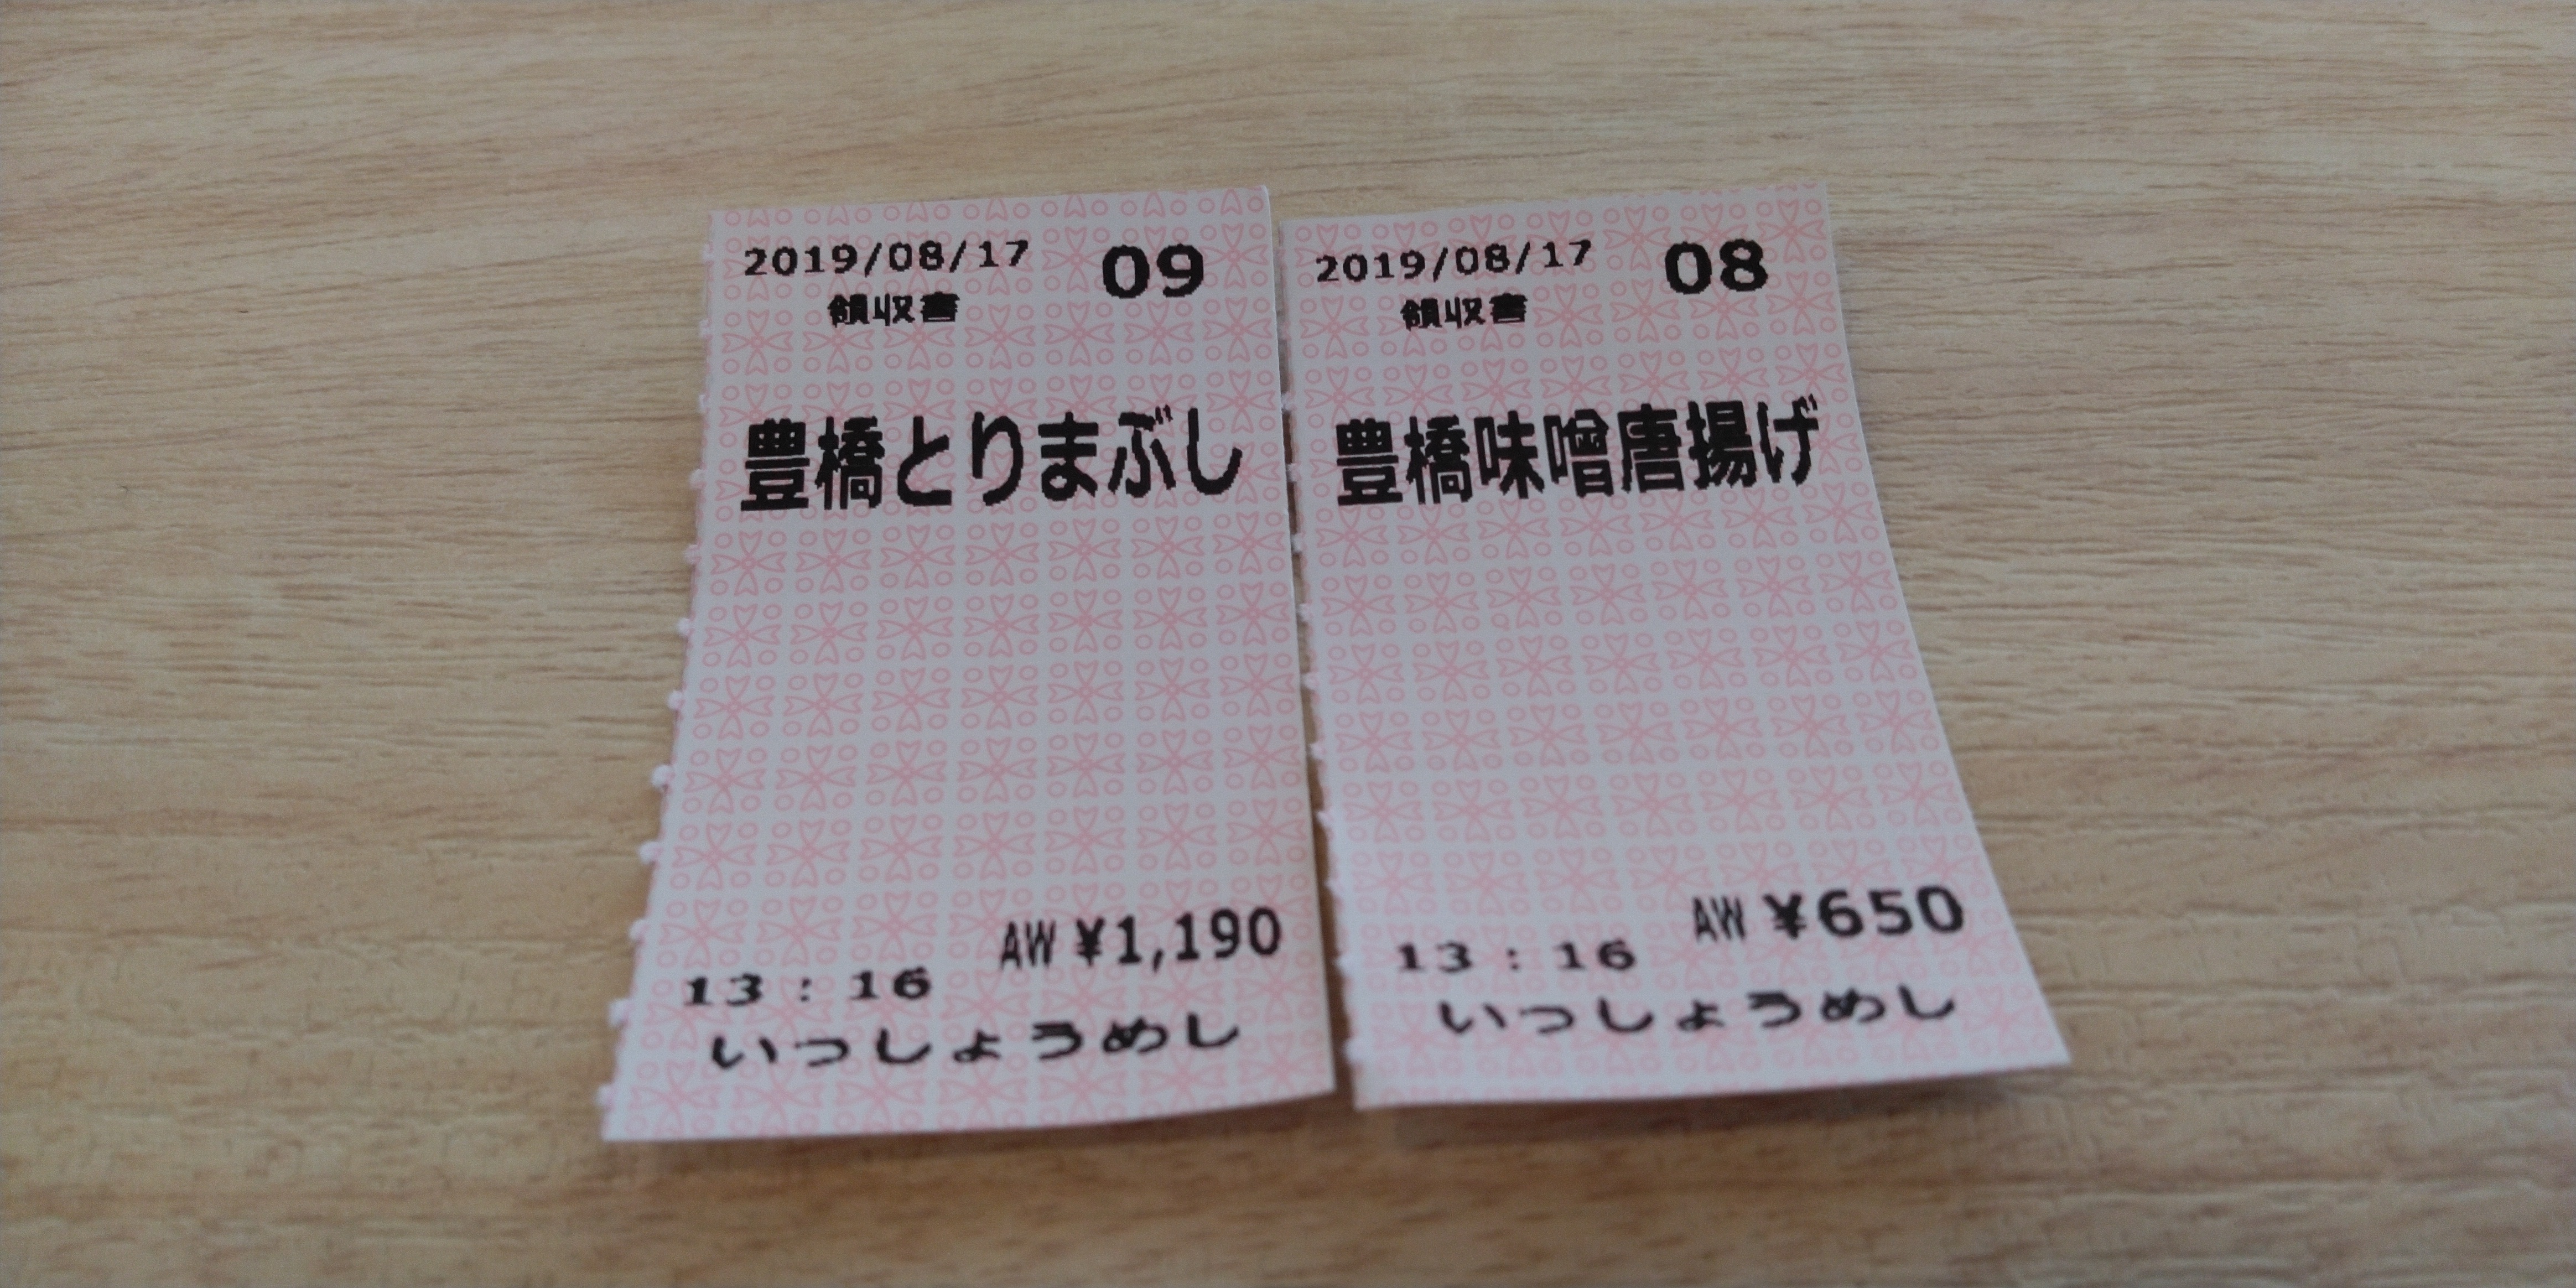 2019/08/17 09
領収書
豊橋とりまぶし
AW ¥1,190
13:16
いっしょうめし
2019/08/17 08
領収書
豊橋味噌唐揚げ
AW ¥650
13:16
いっしょうめし